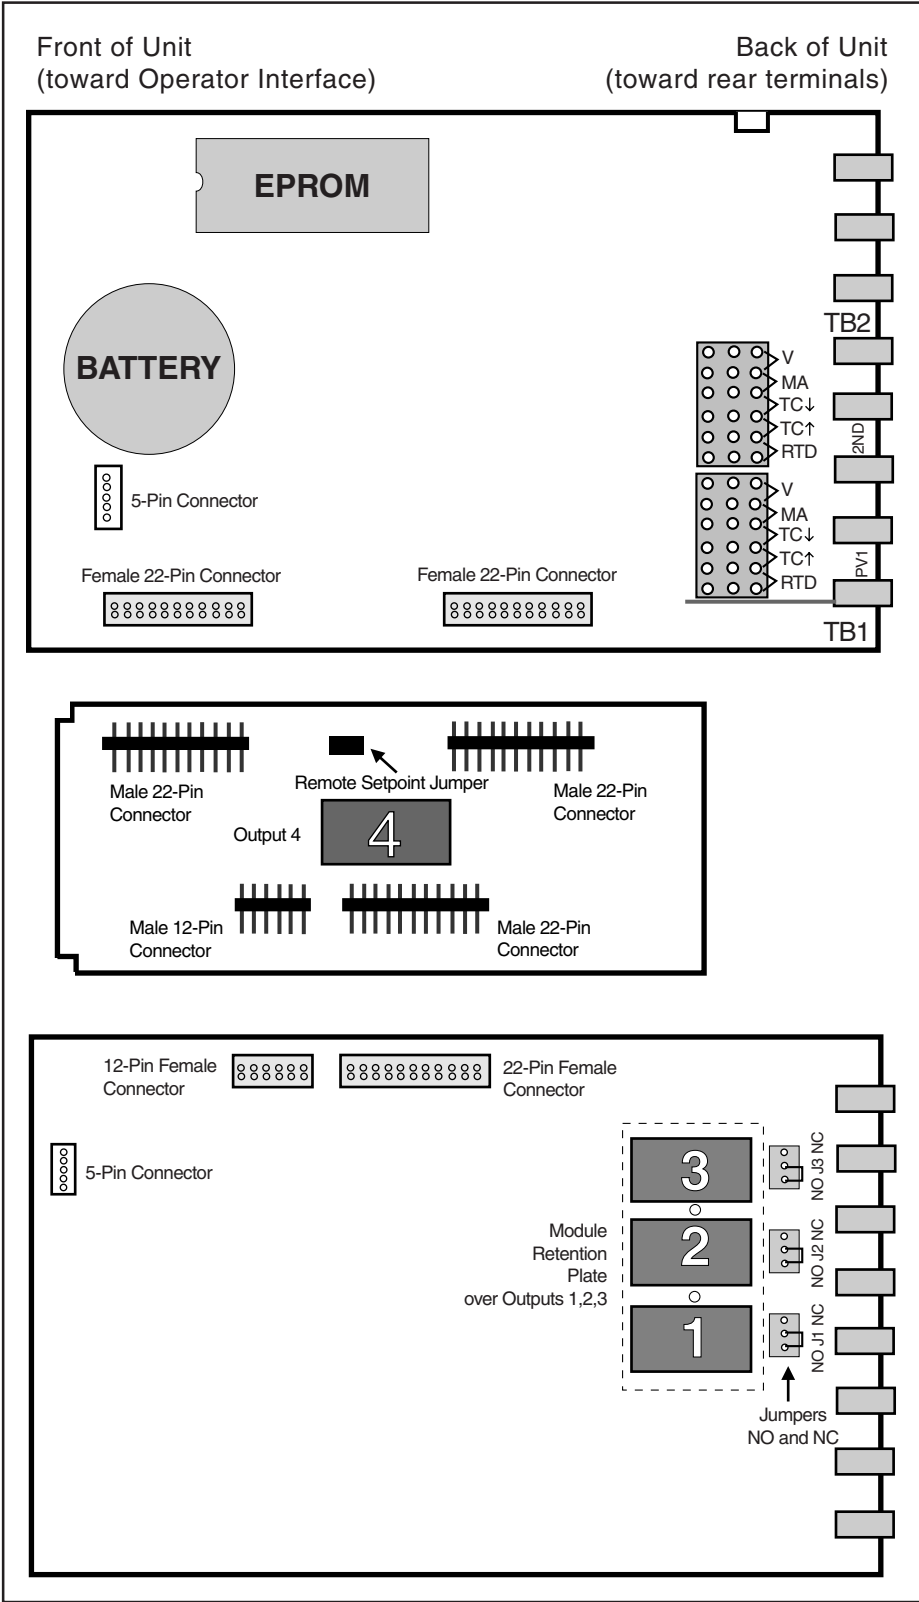 Front of Unit
(toward Operator Interface)
Back of Unit
(toward rear terminals)
EPROM
BATTERY
TB2
V
MA
TC↓
TC↑
RTD
2ND
5-Pin Connector
V
MA
TC↓
TC↑
RTD
PV1
Female 22-Pin Connector
Female 22-Pin Connector
TB1
Remote Setpoint Jumper
Male 22-Pin
Connector
Male 22-Pin
Connector
Output 4
4
Male 12-Pin
Connector
Male 22-Pin
Connector
12-Pin Female
Connector
22-Pin Female
Connector
5-Pin Connector
3
NO J3 NC
Module
Retention
Plate
over Outputs 1,2,3
2
NO J2 NC
1
NO J1 NC
Jumpers
NO and NC